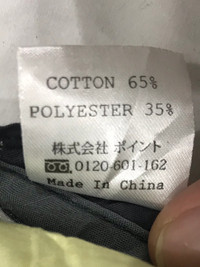 COTTON 65%
POLYESTER 35%
株式会社 ポイント
0120-601-162
Made In China